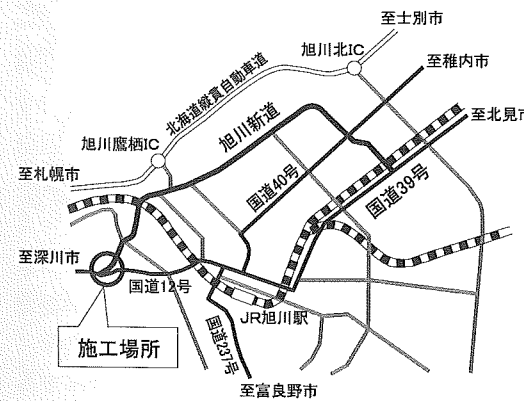 至士別市
旭川北IC
至稚内市
北海道縦貫自動車道
至北見市
旭川新道
旭川鷹栖IC
国道40号
国道39号
至札幌市
至深川市
国道12号
施工場所
JR旭川駅
国道237号
至富良野市